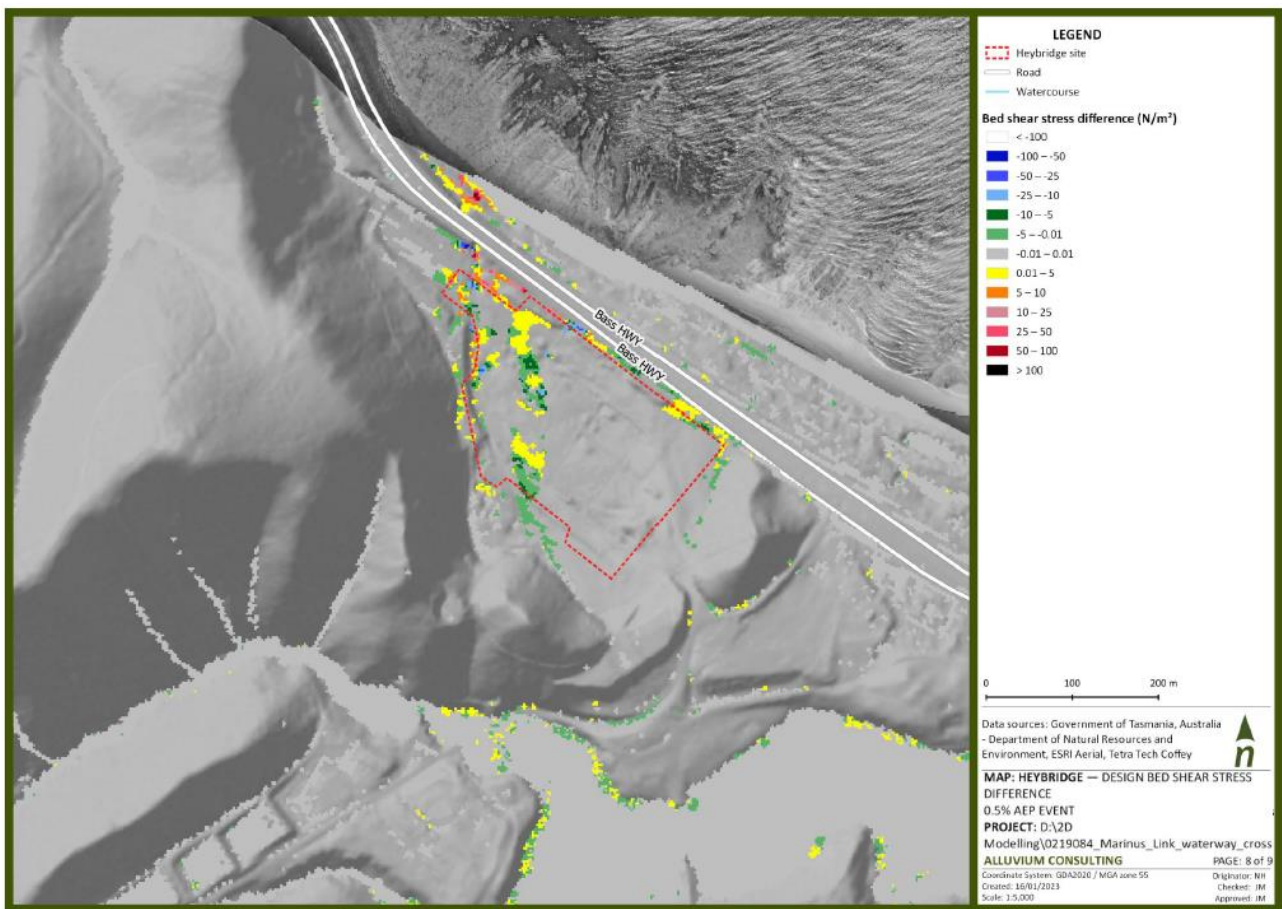 Bass HWY
Bass HWY
LEGEND
Heybridge site
Road
Watercourse
Bed shear stress difference (N/m²)
< -100
-100 – -50
-50 – -25
-25 – -10
-10 – -5
-5 – -0.01
-0.01 – 0.01
0.01 – 5
5 – 10
10 – 25
25 – 50
50 – 100
> 100
0 100 200 m
Data sources: Government of Tasmania, Australia
- Department of Natural Resources and
Environment, ESRI Aerial, Tetra Tech Coffey
n
MAP: HEYBRIDGE — DESIGN BED SHEAR STRESS
DIFFERENCE
0.5% AEP EVENT
PROJECT: D:\2D
Modelling\0219084_Marinus_Link_waterway_cross
ALLUVIUM CONSULTING PAGE: 8 of 9
Coordinate System: GDA2020 / MGA zone 55 Originator: NH
Created: 16/01/2023 Checked: JM
Scale: 1:5,000 Approved: JM